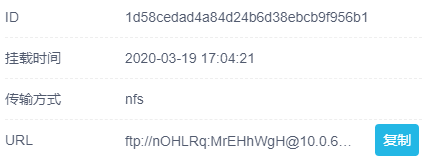 ID 1d58cedad4a84d24b6d38ebcb9f956b1
挂载时间 2020-03-19 17:04:21
传输方式 nfs
URL ftp://nOHLRq:MrEHhWgH@10.0.6... 复制